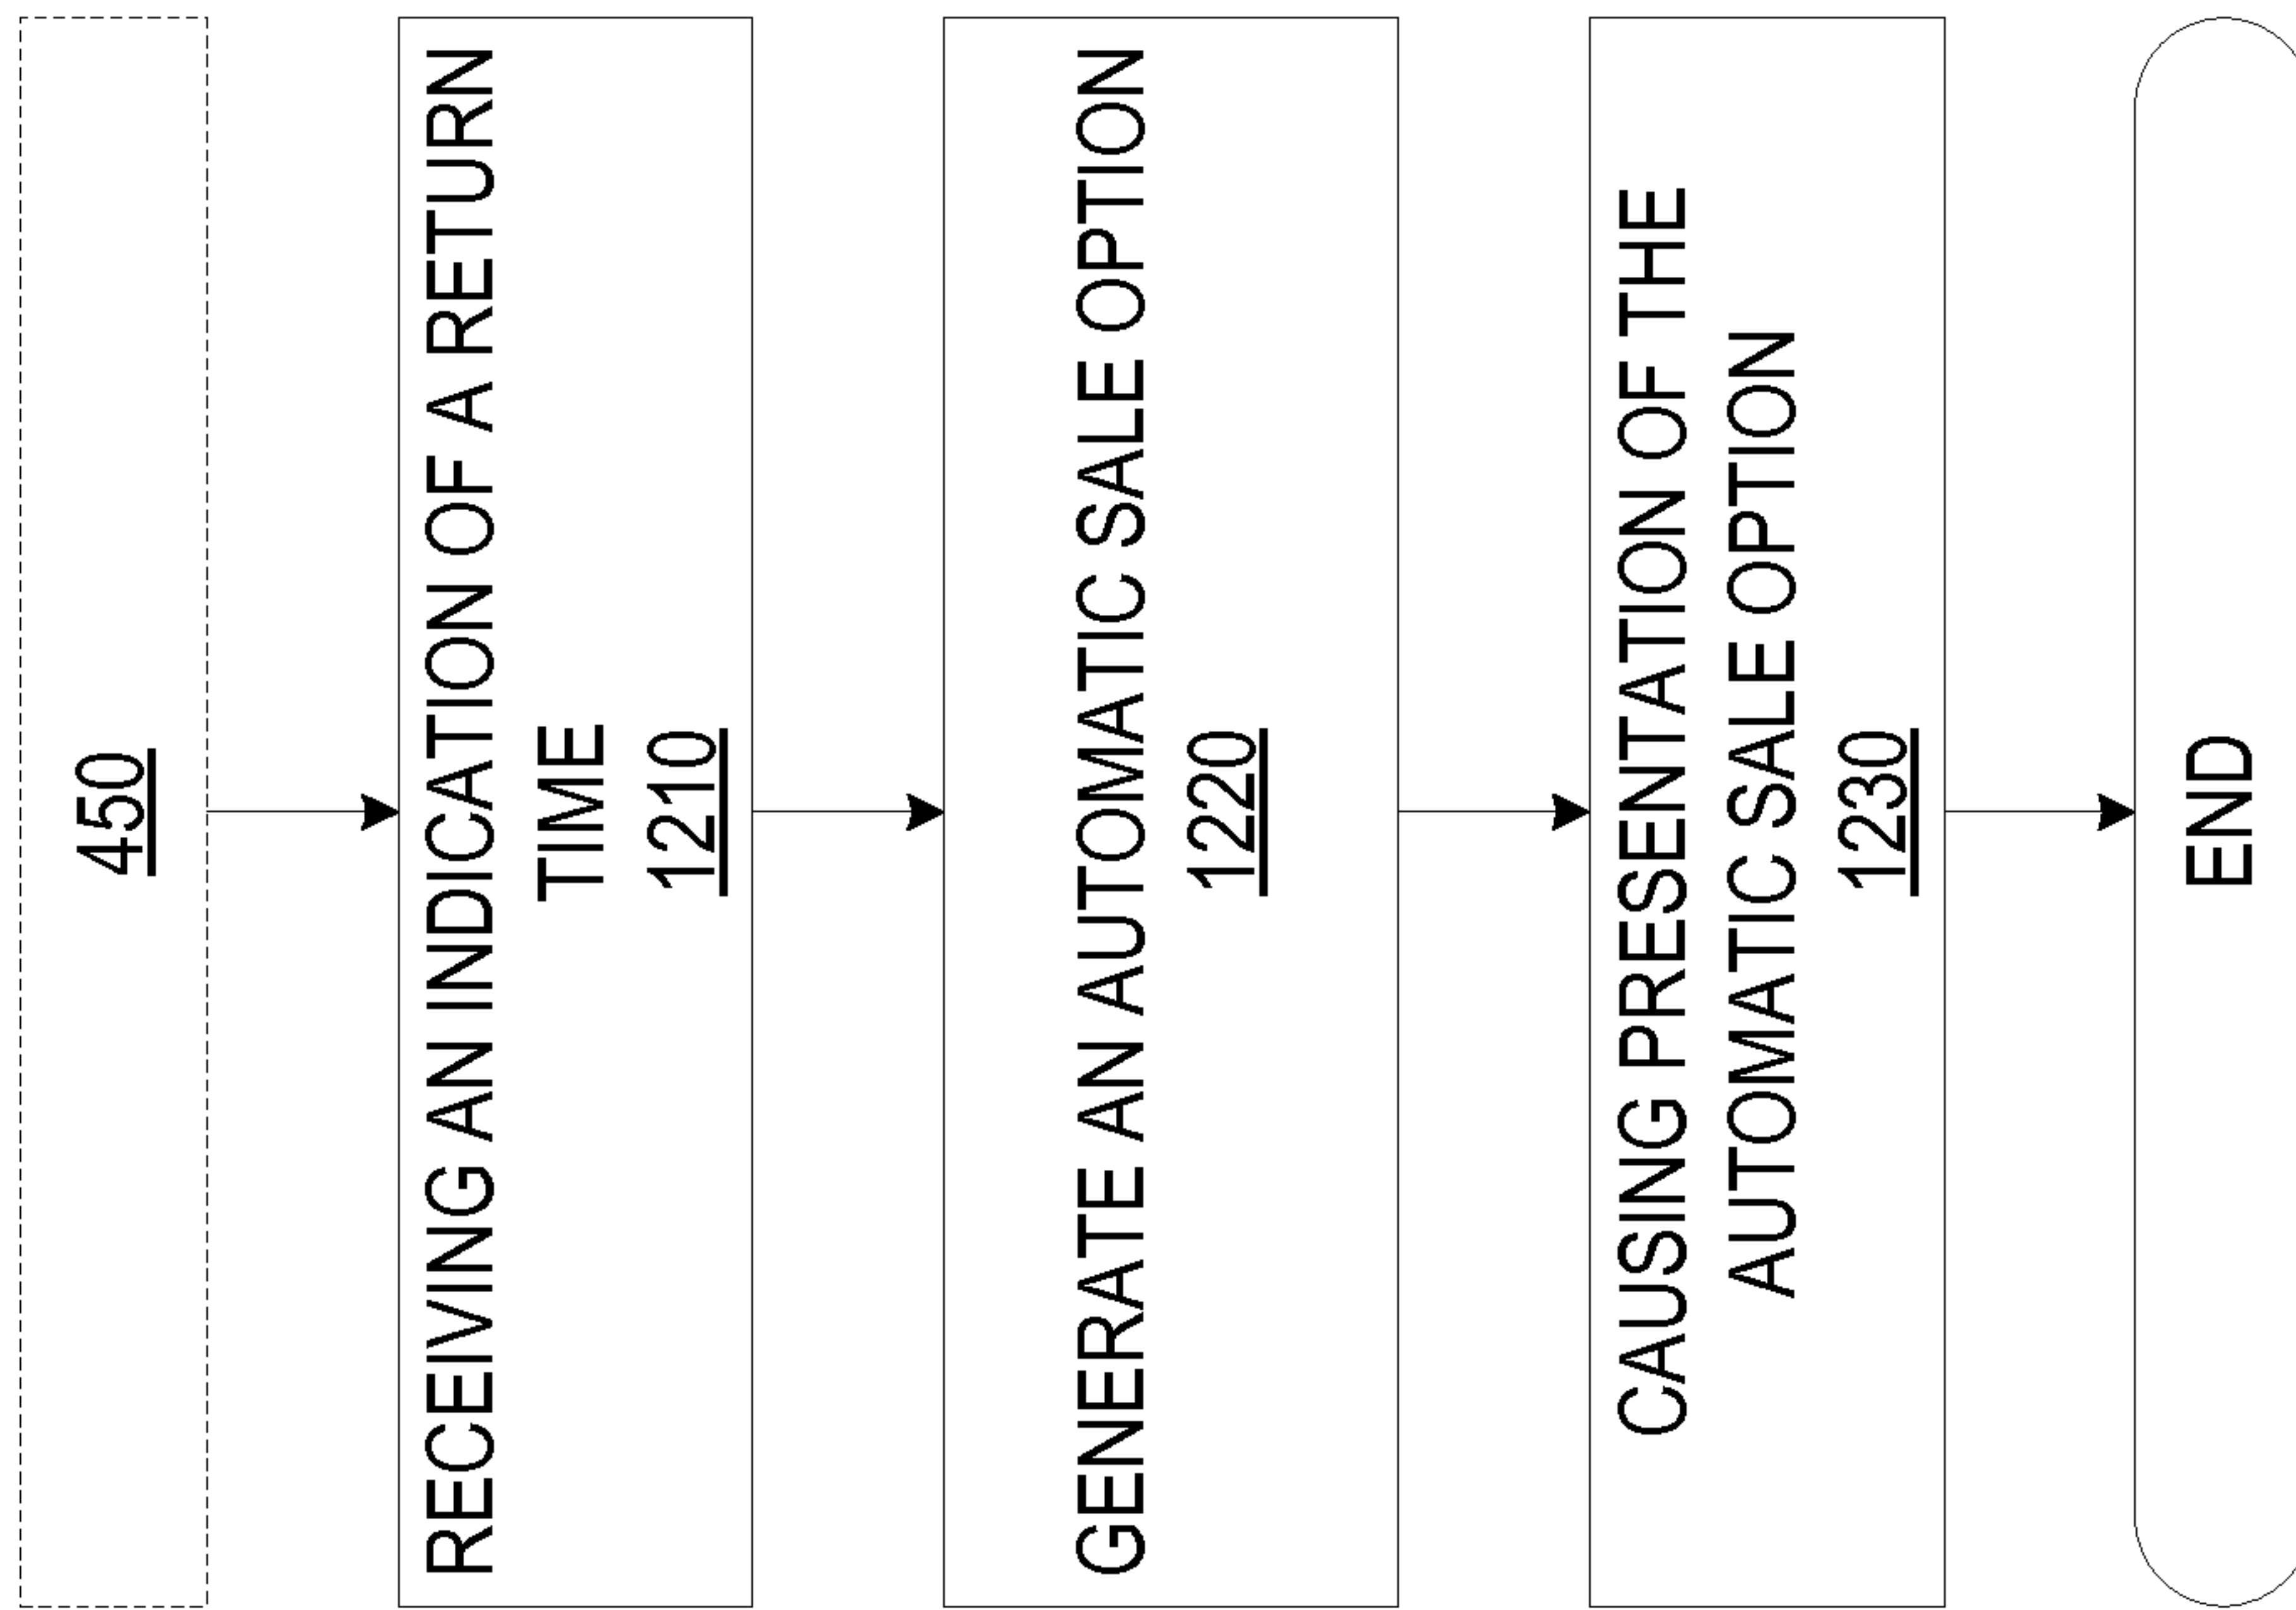 450
RECEIVING AN INDICATION OF A RETURN
TIME
1210
GENERATE AN AUTOMATIC SALE OPTION
1220
CAUSING PRESENTATION OF THE
AUTOMATIC SALE OPTION
1230
END